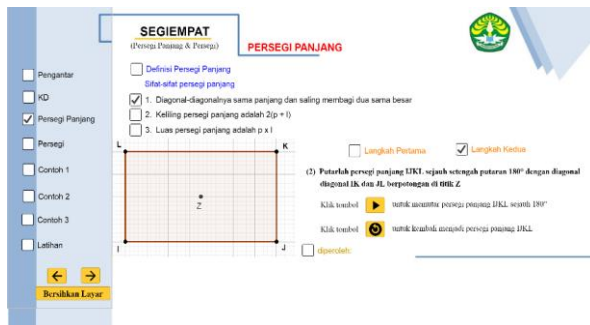 SEGIEMPAT
(Persegi Panjang & Persegi)
PERSEGI PANJANG
Pengantar
KD
Persegi Panjang
Persegi
Contoh 1
Contoh 2
Contoh 3
Latihan
Bersihkan Layar
Definisi Persegi Panjang
Sifat-sifat persegi panjang
1. Diagonal-diagonalnya sama panjang dan saling membagi dua sama besar
2. Keliling persegi panjang adalah 2(p + l)
3. Luas persegi panjang adalah p x l
L
K
Z
I
J
Langkah Pertama
Langkah Kedua
(2) Putarlah persegi panjang IJKL sejauh setengah putaran 180° dengan diagonal
diagonal IK dan JL berpotongan di titik Z
Klik tombol
untuk memutar persegi panjang IJKL sejauh 180°
Klik tombol
untuk kembali menjadi persegi panjang IJKL
diperoleh: